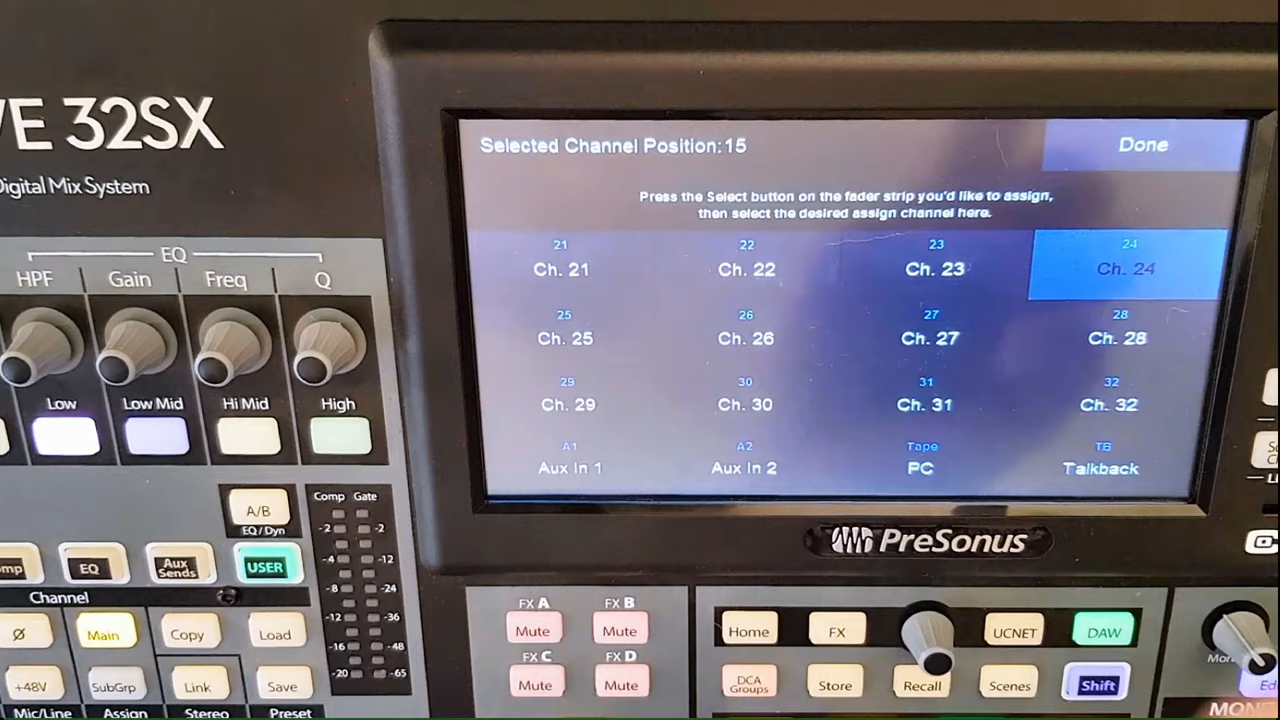 32SX
Digital Mix System
Selected Channel Position:15
Done
Press the Select button on the fader strip you'd like to assign,
then select the desired assign channel here.
21 22 23 24
Ch. 21 Ch. 22 Ch. 23 Ch. 24
25 26 27 28
Ch. 25 Ch. 26 Ch. 27 Ch. 28
29 30 31 32
Ch. 29 Ch. 30 Ch. 31 Ch. 32
A1 A2 Tape TB
Aux In 1 Aux In 2 PC Talkback
PreSonus
EQ
HPF Gain Freq Q
Low Low Mid Hi Mid High
A/B
EQ/Dyn
Comp Gate
-2 -2
-4 -12
-8 -24
-12 -36
-16 -48
-20 -65
EQ Aux Sends USER
Channel
Ø Main Copy Load
+48V SubGrp Link Save
Mic/Line Assign Stereo Preset
FX A FX B
Mute Mute
FX C FX D
Mute Mute
Home FX UCNET DAW
DCA Groups Store Recall Scenes Shift